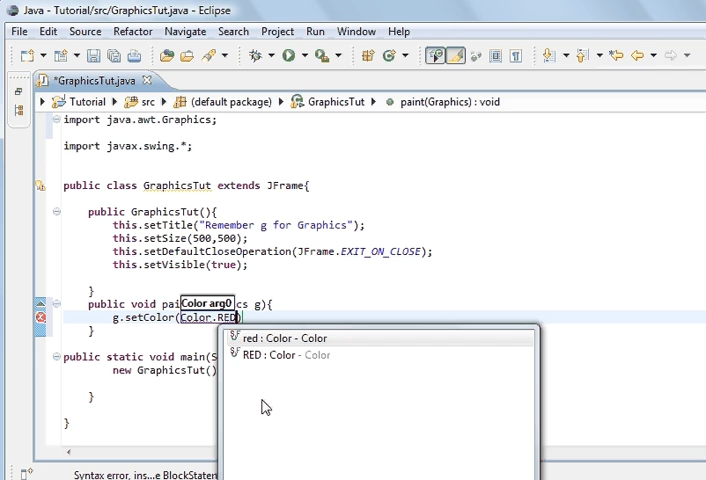 Java - Tutorial/src/GraphicsTut.java - Eclipse
File Edit Source Refactor Navigate Search Project Run Window Help
*GraphicsTut.java
Tutorial src (default package) GraphicsTut paint(Graphics) : void
import java.awt.Graphics;
import javax.swing.*;
public class GraphicsTut extends JFrame{
public GraphicsTut(){
this.setTitle("Remember g for Graphics");
this.setSize(500,500);
this.setDefaultCloseOperation(JFrame.EXIT_ON_CLOSE);
this.setVisible(true);
}
public void pai Color arg0 cs g){
g.setColor(Color.RED)
}
red : Color - Color
RED : Color - Color
public static void main(S
new GraphicsTut()
}
}
Syntax error, ins...e BlockStatem